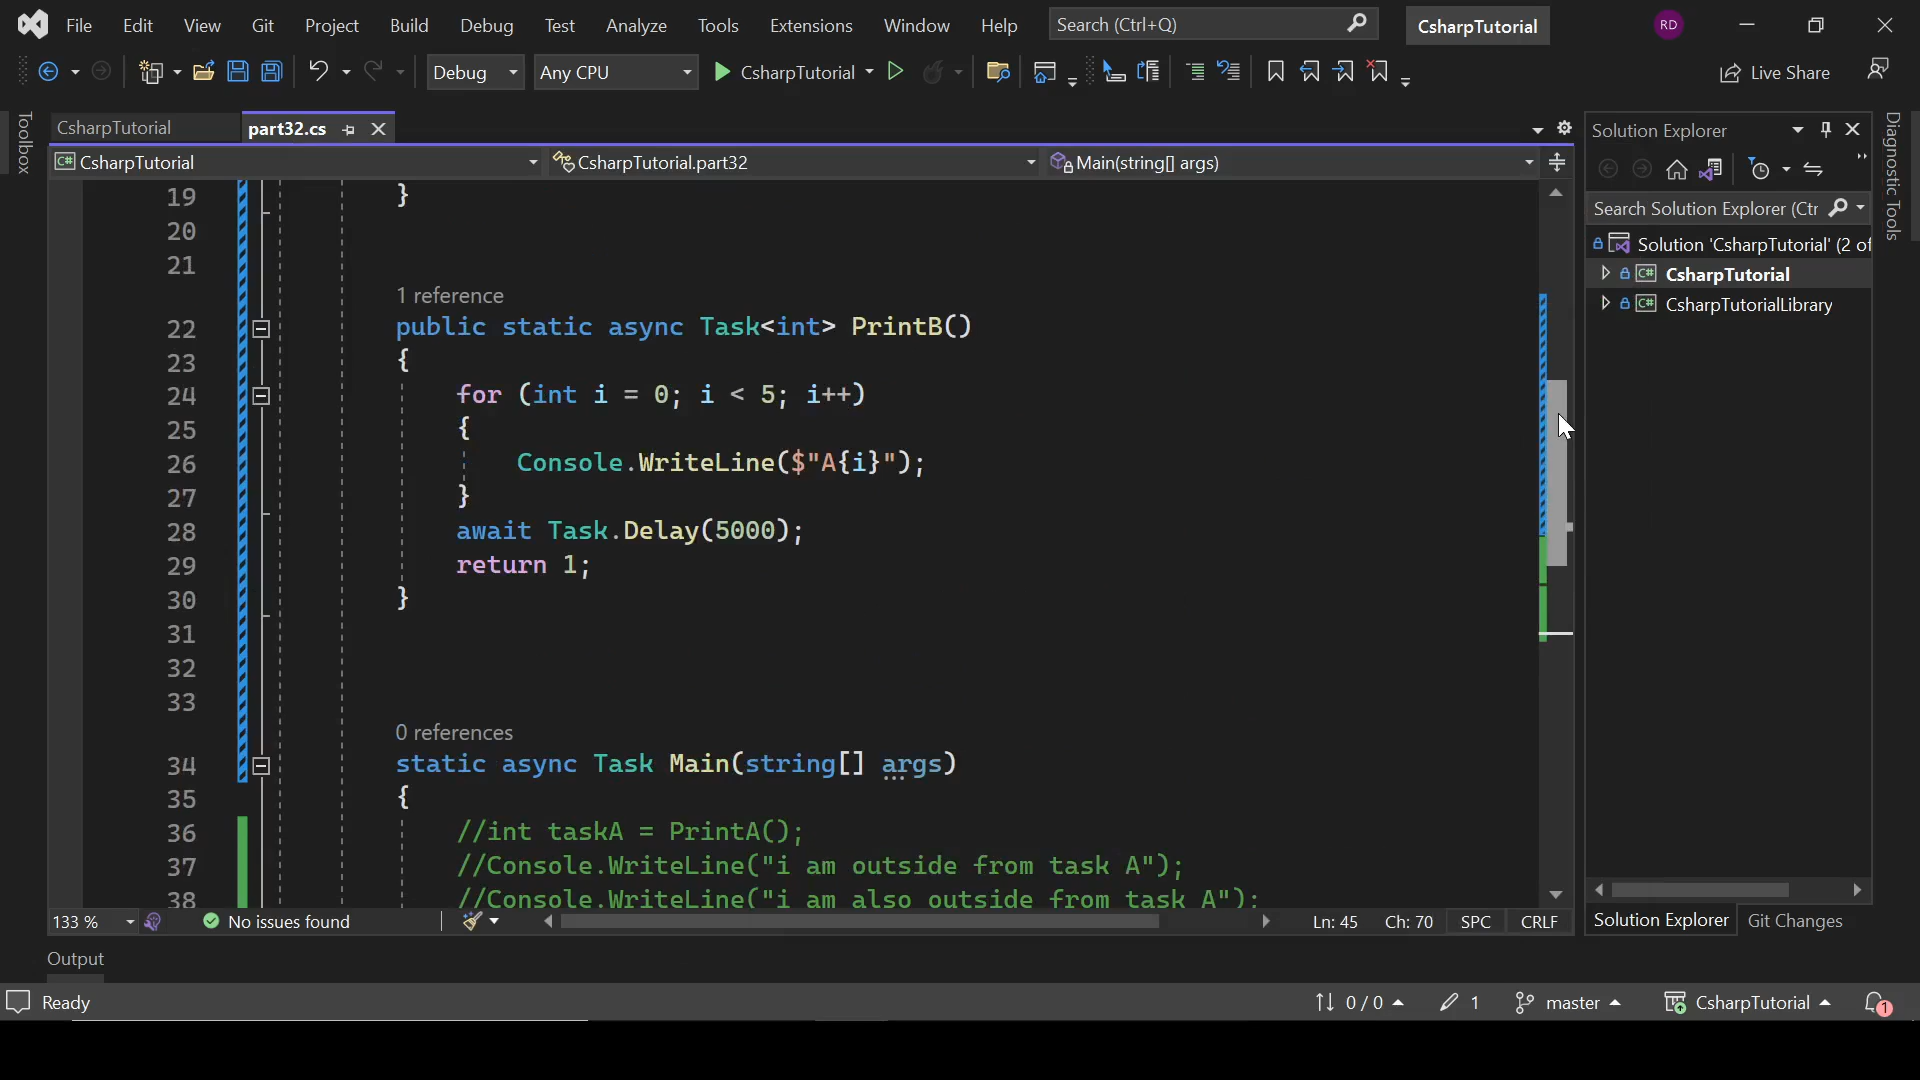 File Edit View Git Project Build Debug Test Analyze Tools Extensions Window Help Search (Ctrl+Q) CsharpTutorial RD
Debug Any CPU CsharpTutorial Live Share
Toolbox
CsharpTutorial part32.cs
CsharpTutorial CsharpTutorial.part32 Main(string[] args)
19 }
20
21
1 reference
22 public static async Task<int> PrintB()
23 {
24 for (int i = 0; i < 5; i++)
25 {
26 Console.WriteLine($"A{i}");
27 }
28 await Task.Delay(5000);
29 return 1;
30 }
31
32
33
0 references
34 static async Task Main(string[] args)
35 {
36 //int taskA = PrintA();
37 //Console.WriteLine("i am outside from task A");
38 //Console.WriteLine("i am also outside from task A");
133 % No issues found Ln: 45 Ch: 70 SPC CRLF
Solution Explorer
Search Solution Explorer (Ctr
Solution 'CsharpTutorial' (2 of
CsharpTutorial
CsharpTutorialLibrary
Solution Explorer Git Changes
Diagnostic Tools
Output
Ready 0 / 0 1 master CsharpTutorial 1